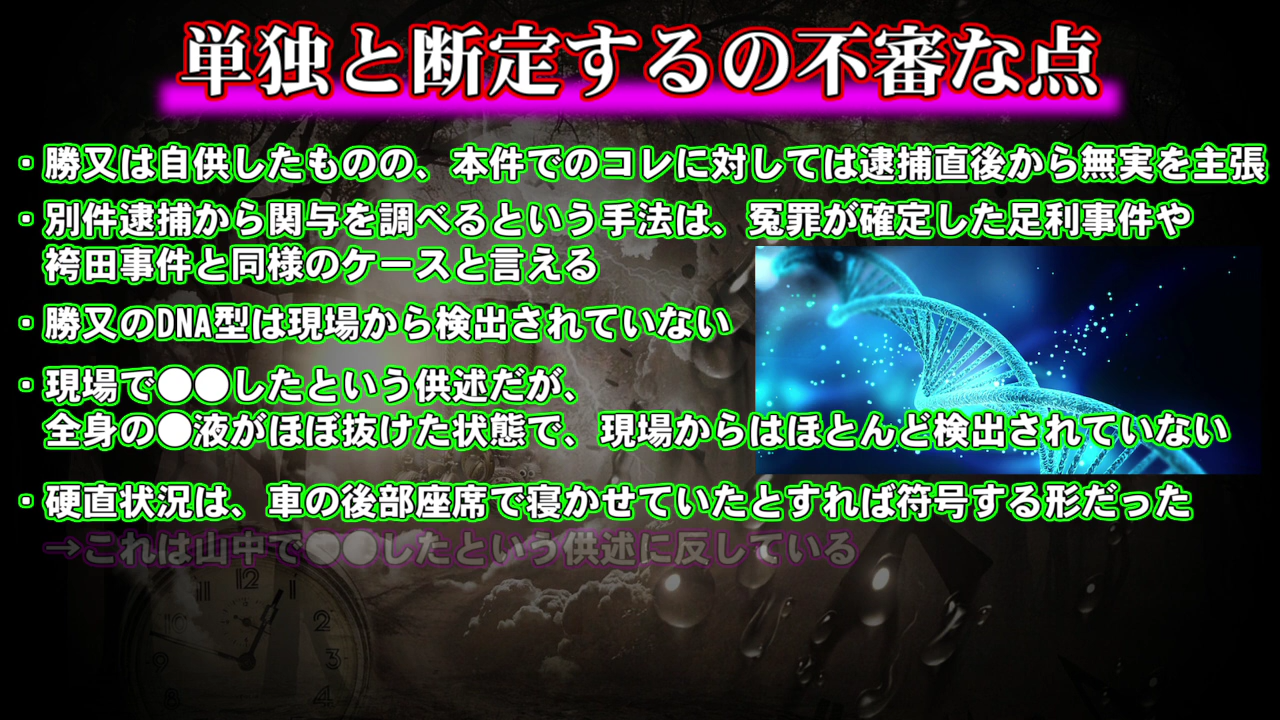 単独と断定するの不審な点
・勝又は自供したものの、本件でのコレに対しては逮捕直後から無実を主張
・別件逮捕から関与を調べるという手法は、冤罪が確定した足利事件や
袴田事件と同様のケースと言える
・勝又のDNA型は現場から検出されていない
・現場で●●したという供述だが、
全身の●液がほぼ抜けた状態で、現場からはほとんど検出されていない
・硬直状況は、車の後部座席で寝かせていたとすれば符号する形だった
→これは山中で●●したという供述に反している
11 12 1
10 2
9 3
8 4